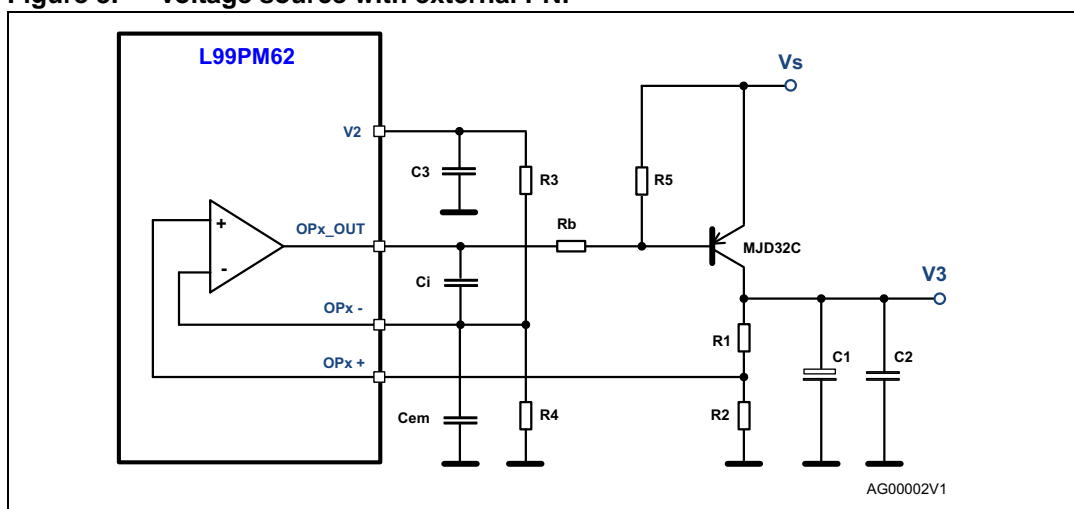 Figure 3. Voltage source with external PNP
L99PM62
Vs
V2
C3
R3
R5
OPx_OUT
Rb
+
-
MJD32C
Ci
V3
OPx -
R1
C1
C2
OPx +
Cem
R4
R2
AG00002V1